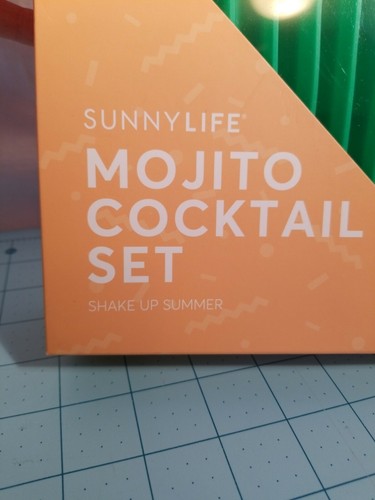 SUNNYLIFE
MOJITO
COCKTAIL
SET
SHAKE UP SUMMER